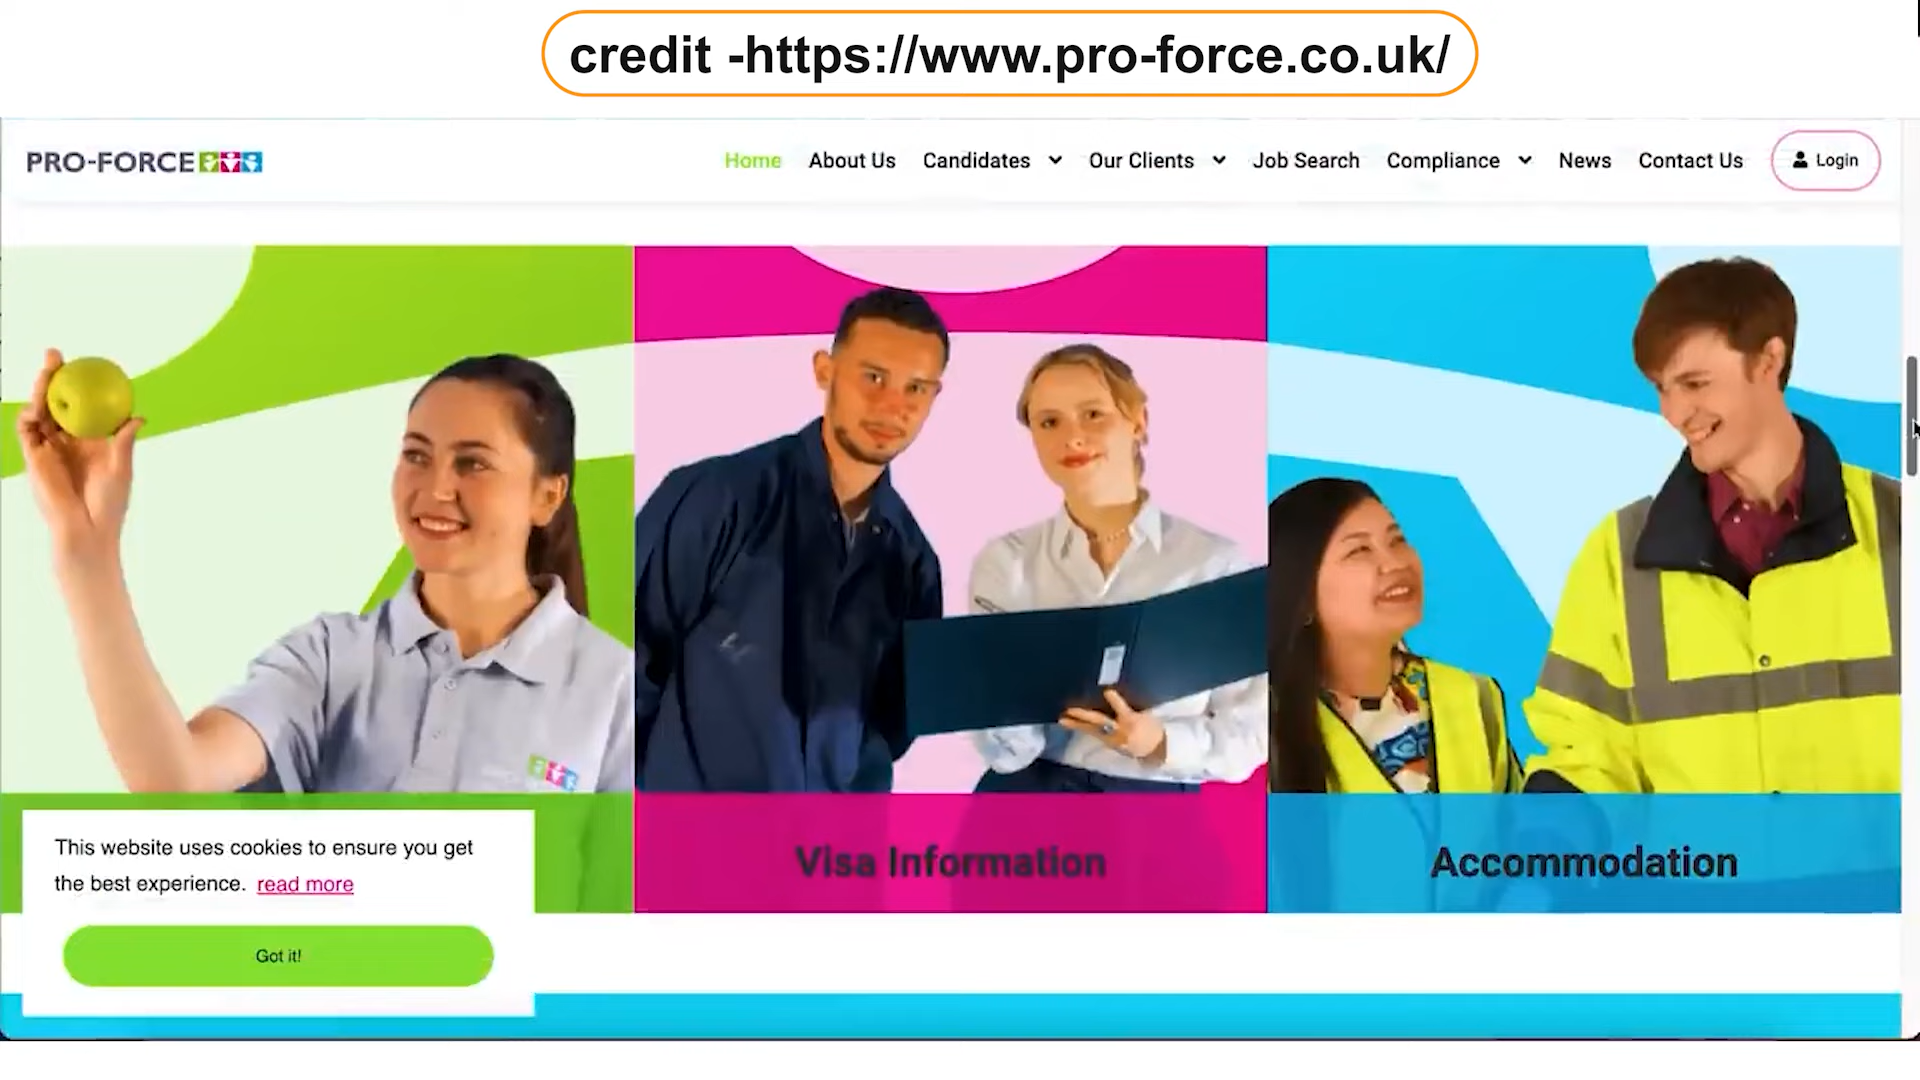 credit -https://www.pro-force.co.uk/
PRO-FORCE
Home About Us Candidates Our Clients Job Search Compliance News Contact Us Login
Visa Information
Accommodation
This website uses cookies to ensure you get
the best experience. read more
Got it!